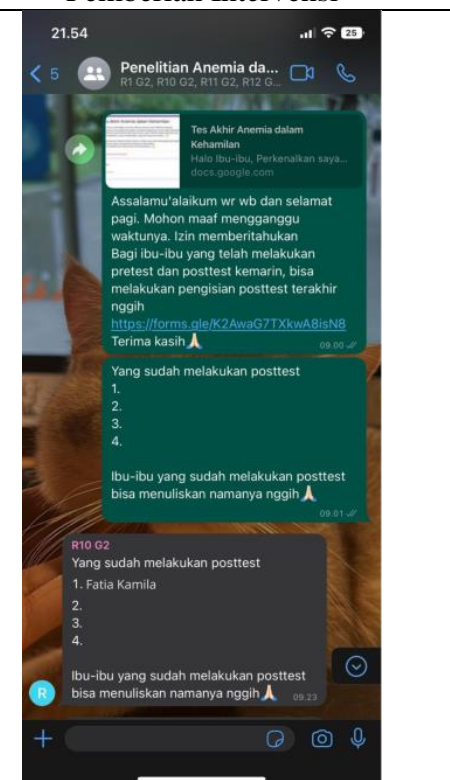 Pemberian Intervensi
21.54
25
5
Penelitian Anemia da...
R1 G2, R10 G2, R11 G2, R12 G...
Tes Akhir Anemia dalam
Kehamilan
Halo Ibu-ibu, Perkenalkan saya...
docs.google.com
Assalamu'alaikum wr wb dan selamat
pagi. Mohon maaf mengganggu
waktunya. Izin memberitahukan
Bagi ibu-ibu yang telah melakukan
pretest dan posttest kemarin, bisa
melakukan pengisian posttest terakhir
nggih
https://forms.gle/K2AwaG7TXkwA8isN8
Terima kasih🙏🏻
09.00
Yang sudah melakukan posttest
1.
2.
3.
4.
Ibu-ibu yang sudah melakukan posttest
bisa menuliskan namanya nggih🙏🏻
09.01
R10 G2
Yang sudah melakukan posttest
1. Fatia Kamila
2.
3.
4.
Ibu-ibu yang sudah melakukan posttest
bisa menuliskan namanya nggih🙏🏻
09.23
R